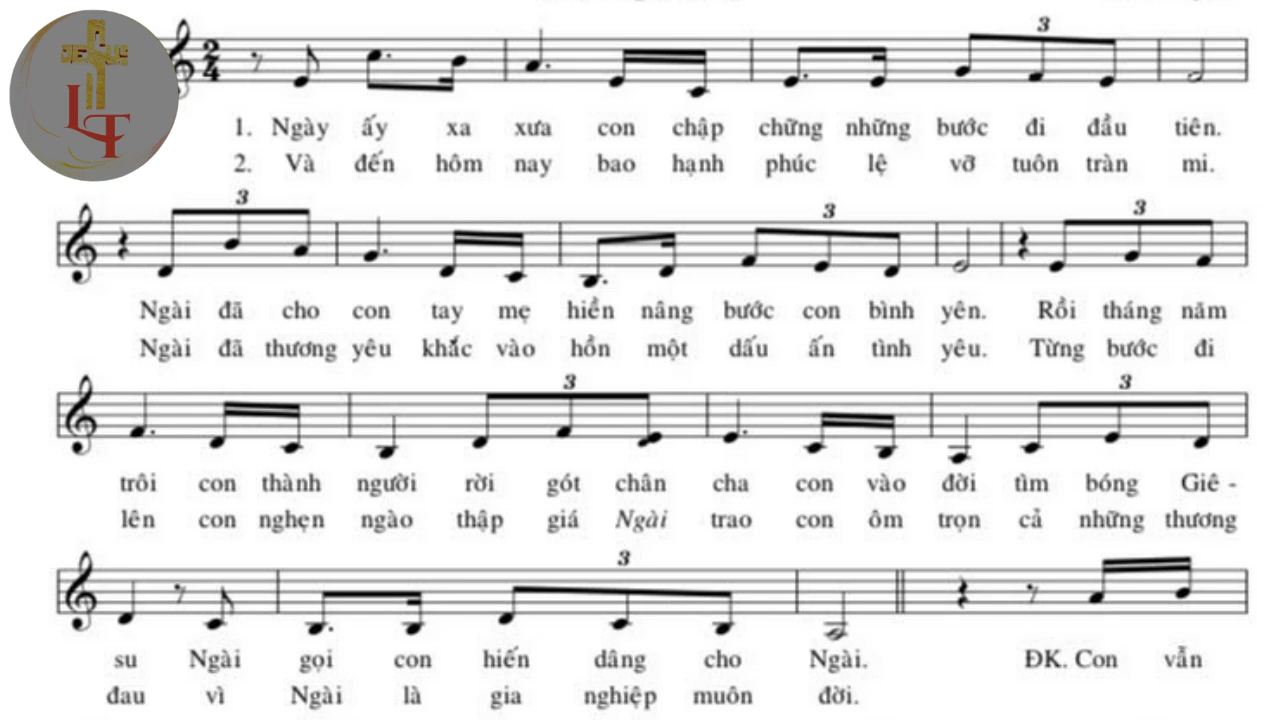 JESUS
LT
3
2
4
1. Ngày ấy xa xưa con chập chững những bước đi đầu tiên.
2. Và đến hôm nay bao hạnh phúc lệ vỡ tuôn tràn mi.
3 3 3
Ngài đã cho con tay mẹ hiền nâng bước con bình yên. Rồi tháng năm
Ngài đã thương yêu khắc vào hồn một dấu ấn tình yêu. Từng bước đi
3 3
trôi con thành người rời gót chân cha con vào đời tìm bóng Giê -
lên con nghẹn ngào thập giá Ngài trao con ôm trọn cả những thương
3
su Ngài gọi con hiến dâng cho Ngài. ĐK. Con vẫn
đau vì Ngài là gia nghiệp muôn đời.